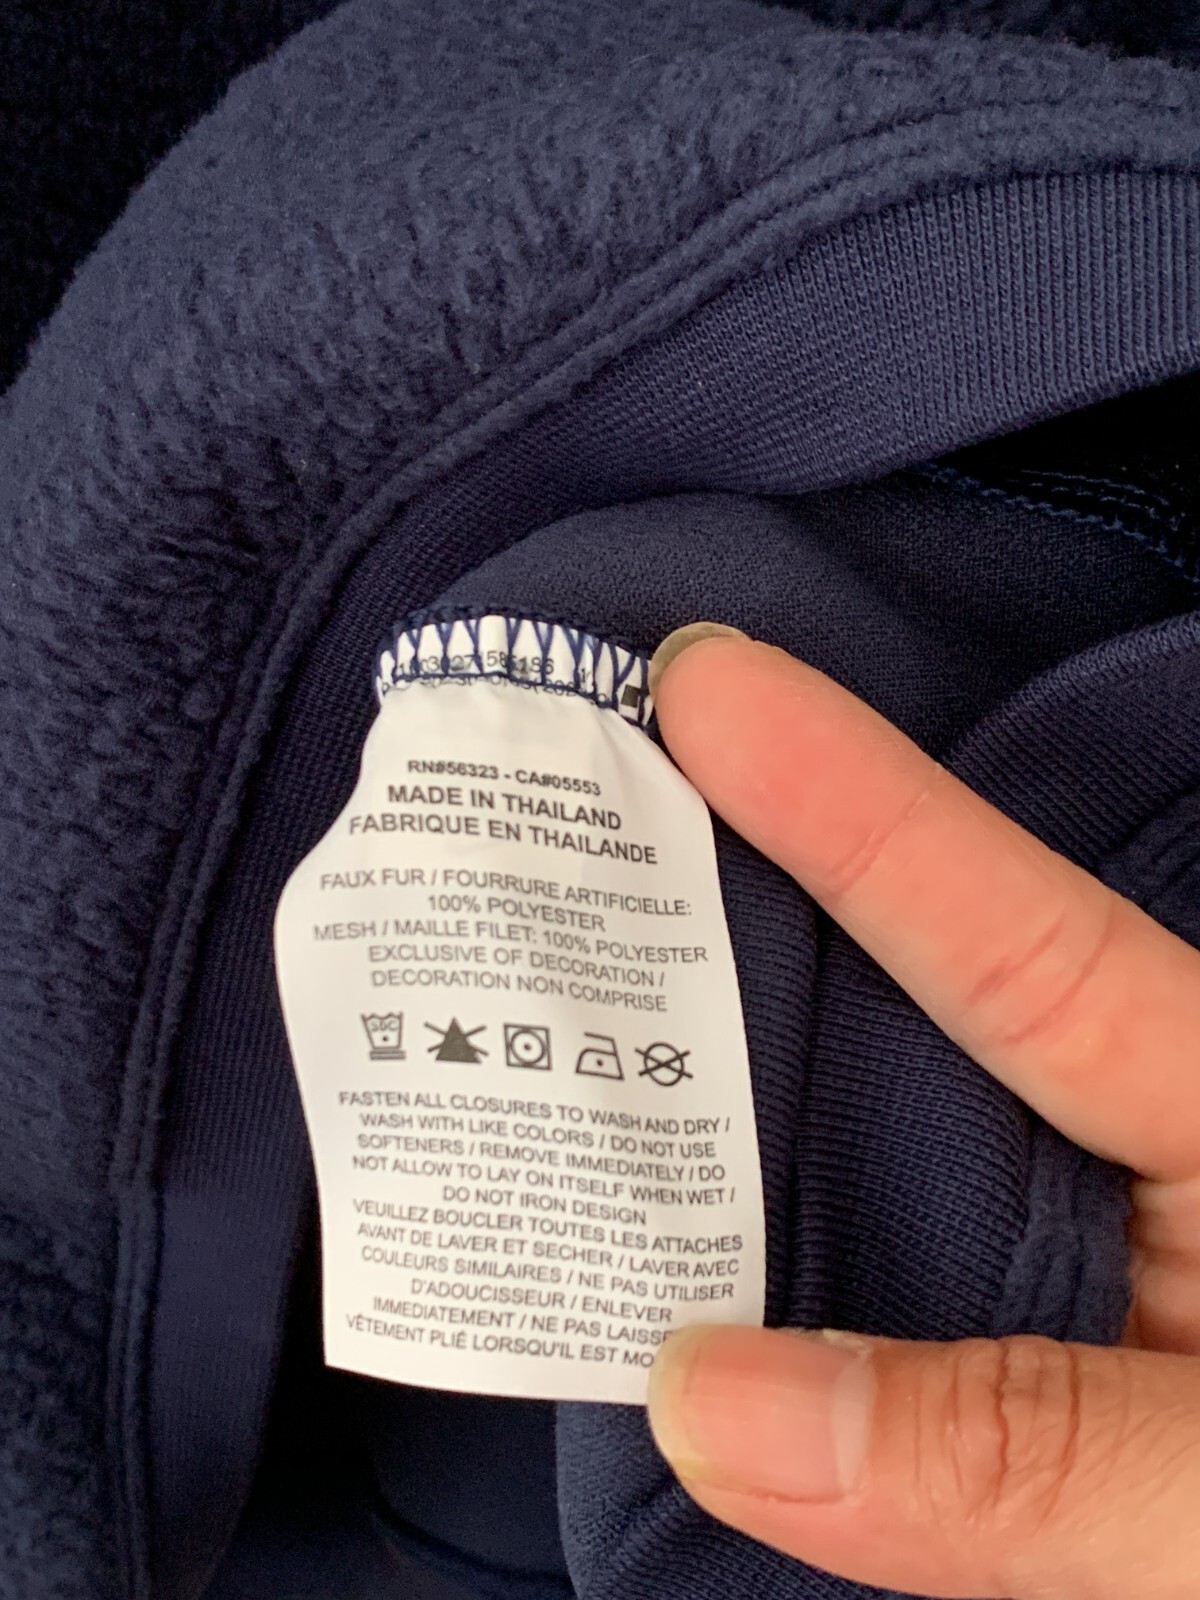 RN#56323 - CA#05553
MADE IN THAILAND
FABRIQUE EN THAILANDE
FAUX FUR / FOURRURE ARTIFICIELLE:
100% POLYESTER
MESH / MAILLE FILET: 100% POLYESTER
EXCLUSIVE OF DECORATION /
DECORATION NON COMPRISE
FASTEN ALL CLOSURES TO WASH AND DRY /
WASH WITH LIKE COLORS / DO NOT USE
SOFTENERS / REMOVE IMMEDIATELY / DO
NOT ALLOW TO LAY ON ITSELF WHEN WET /
DO NOT IRON DESIGN
VEUILLEZ BOUCLER TOUTES LES ATTACHES
AVANT DE LAVER ET SECHER / LAVER AVEC
COULEURS SIMILAIRES / NE PAS UTILISER
D'ADOUCISSEUR / ENLEVER
IMMEDIATEMENT / NE PAS LAISSE
VÊTEMENT PLIÉ LORSQU'IL EST MO